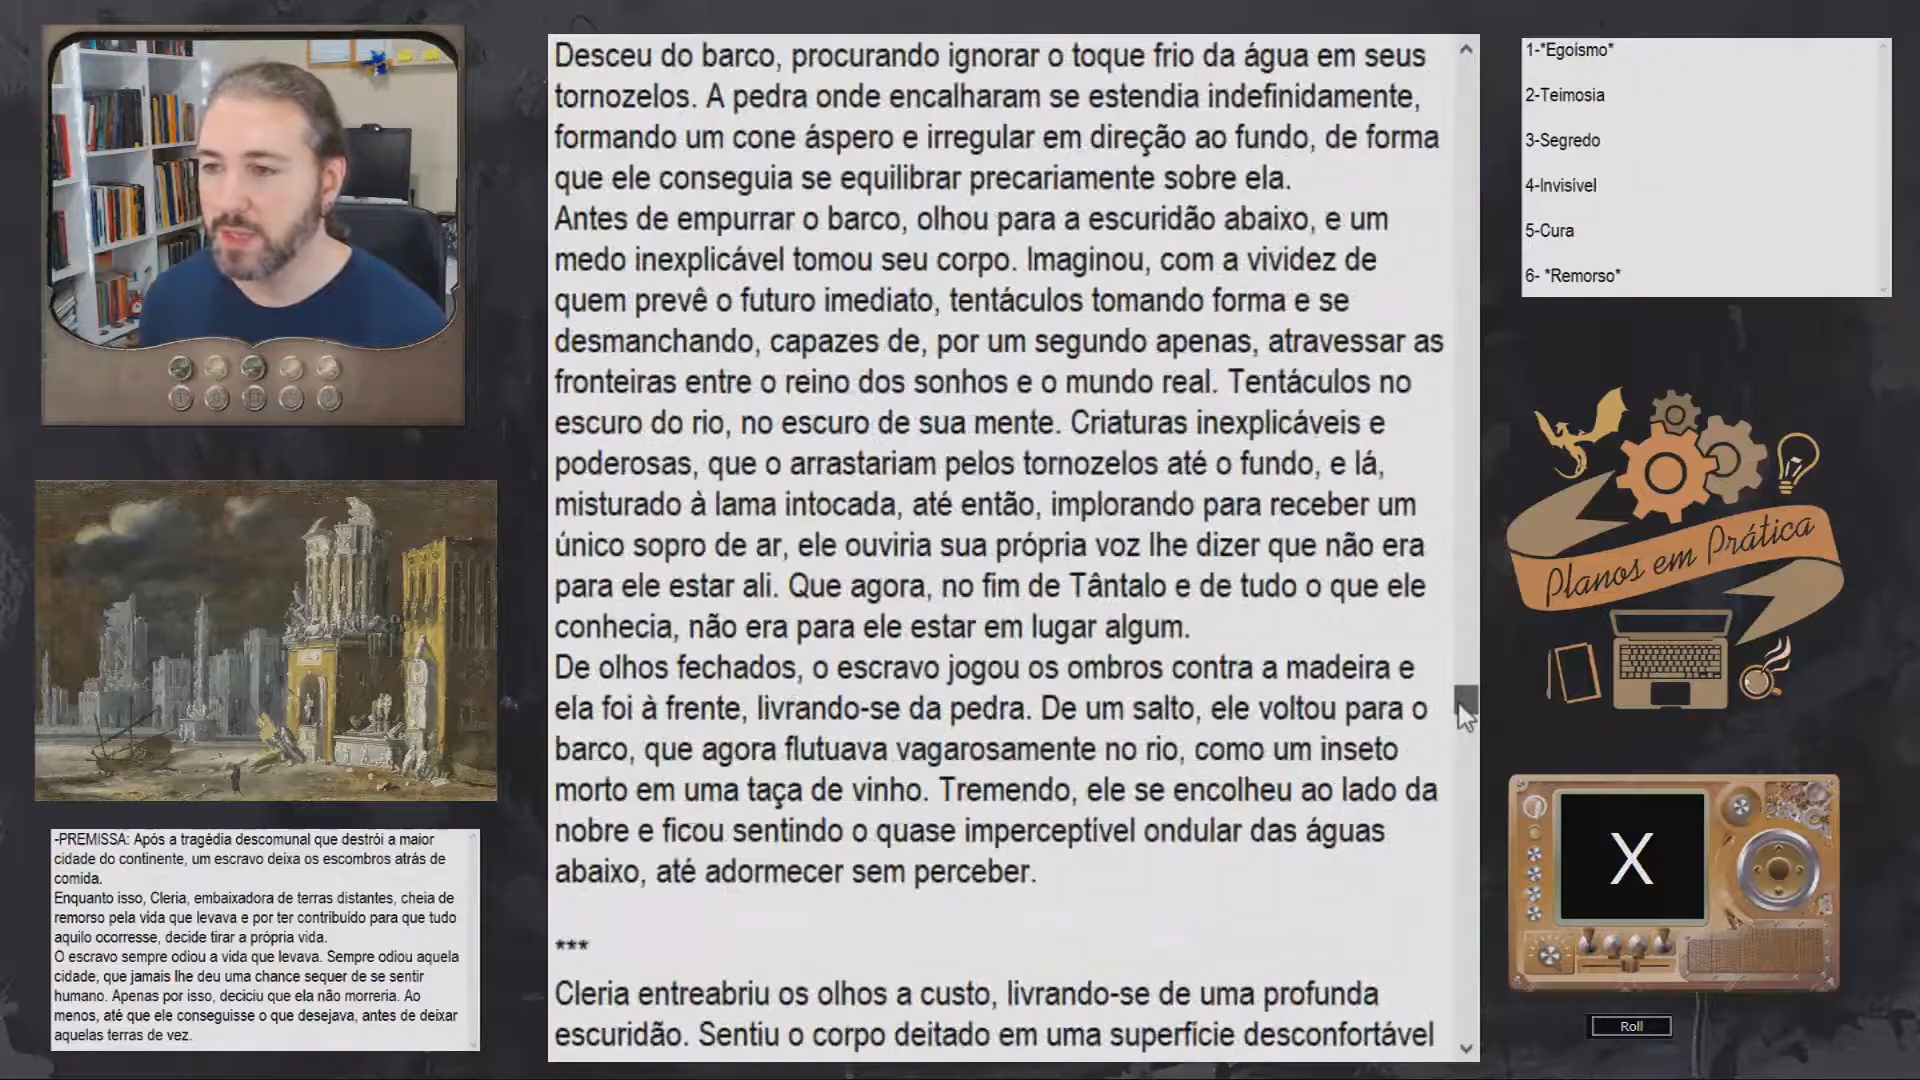 Desceu do barco, procurando ignorar o toque frio da água em seus
tornozelos. A pedra onde encalharam se estendia indefinidamente,
formando um cone áspero e irregular em direção ao fundo, de forma
que ele conseguia se equilibrar precariamente sobre ela.
Antes de empurrar o barco, olhou para a escuridão abaixo, e um
medo inexplicável tomou seu corpo. Imaginou, com a vividez de
quem prevê o futuro imediato, tentáculos tomando forma e se
desmanchando, capazes de, por um segundo apenas, atravessar as
fronteiras entre o reino dos sonhos e o mundo real. Tentáculos no
escuro do rio, no escuro de sua mente. Criaturas inexplicáveis e
poderosas, que o arrastariam pelos tornozelos até o fundo, e lá,
misturado à lama intocada, até então, implorando para receber um
único sopro de ar, ele ouviria sua própria voz lhe dizer que não era
para ele estar ali. Que agora, no fim de Tântalo e de tudo o que ele
conhecia, não era para ele estar em lugar algum.
De olhos fechados, o escravo jogou os ombros contra a madeira e
ela foi à frente, livrando-se da pedra. De um salto, ele voltou para o
barco, que agora flutuava vagarosamente no rio, como um inseto
morto em uma taça de vinho. Tremendo, ele se encolheu ao lado da
nobre e ficou sentindo o quase imperceptível ondular das águas
abaixo, até adormecer sem perceber.
***
Cleria entreabriu os olhos a custo, livrando-se de uma profunda
escuridão. Sentiu o corpo deitado em uma superfície desconfortável
1-*Egoísmo*
2-Teimosia
3-Segredo
4-Invisível
5-Cura
6- *Remorso*
Planos em Prática
X
Roll
-PREMISSA: Após a tragédia descomunal que destrói a maior
cidade do continente, um escravo deixa os escombros atrás de
comida.
Enquanto isso, Cleria, embaixadora de terras distantes, cheia de
remorso pela vida que levava e por ter contribuído para que tudo
aquilo ocorresse, decide tirar a própria vida.
O escravo sempre odiou a vida que levava. Sempre odiou aquela
cidade, que jamais lhe deu uma chance sequer de se sentir
humano. Apenas por isso, deciciu que ela não morreria. Ao
menos, até que ele conseguisse o que desejava, antes de deixar
aquelas terras de vez.